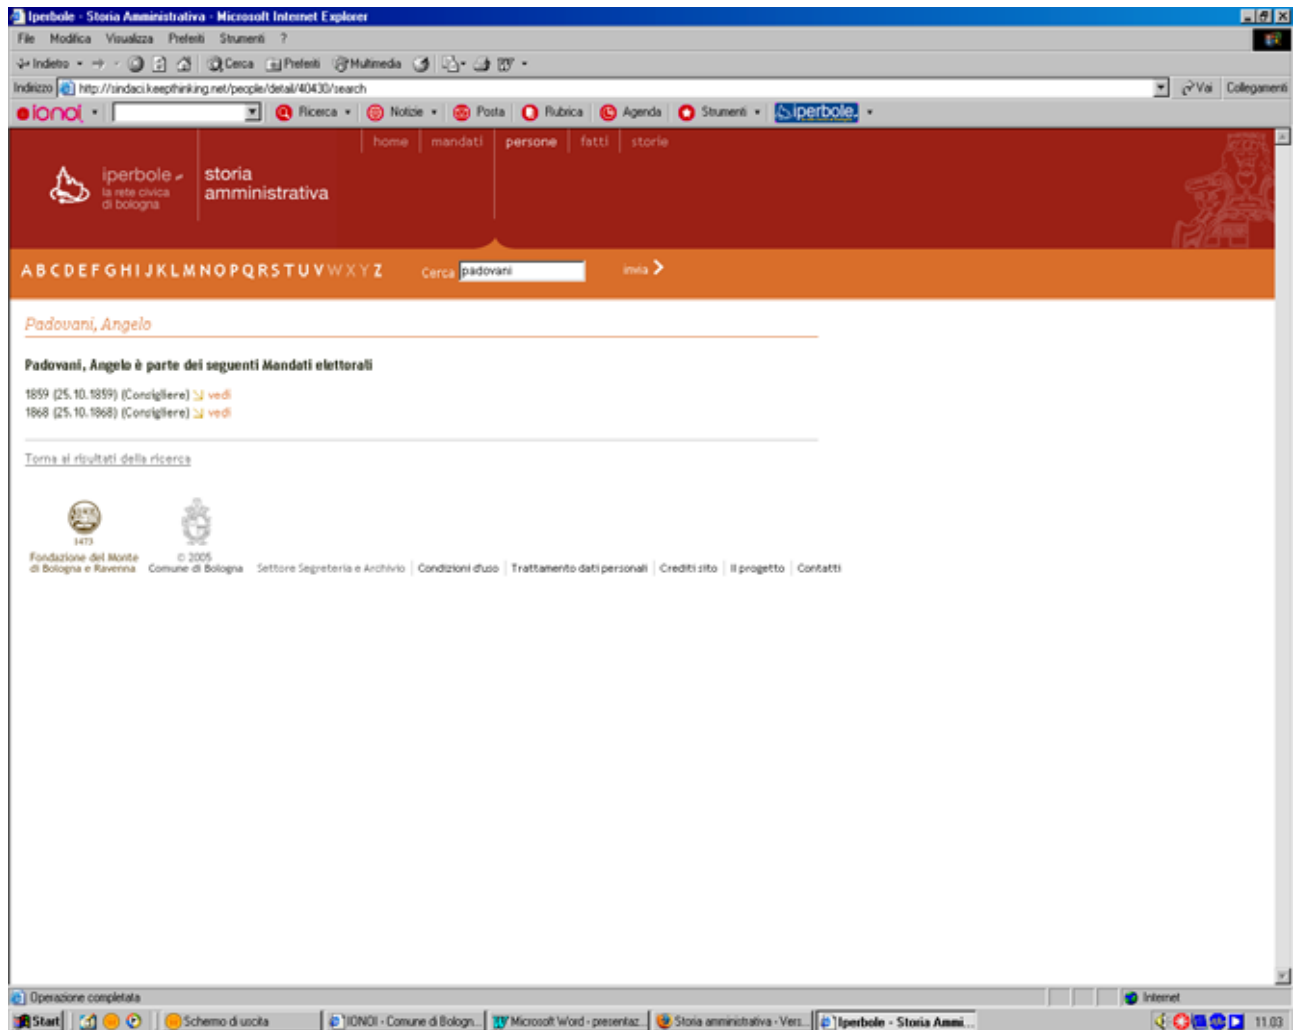 Iperbole - Storia Amministrativa - Microsoft Internet Explorer
File Modifica Visualizza Preferiti Strumenti ?
Indietro Cerca Preferiti Multimedia
Indirizzo http://sindaci.keepthinking.net/people/detail/40430/search Vai Collegamenti
ionoi Ricerca Notizie Posta Rubrica Agenda Strumenti iperbole
home mandati persone fatti storie
iperbole
la rete civica
di bologna
storia
amministrativa
A B C D E F G H I J K L M N O P Q R S T U V W X Y Z Cerca padovani invia
Padovani, Angelo
Padovani, Angelo è parte dei seguenti Mandati elettorali
1859 (25.10.1859) (Consigliere) vedi
1868 (25.10.1868) (Consigliere) vedi
Torna ai risultati della ricerca
1473
Fondazione del Monte
di Bologna e Ravenna
© 2005
Comune di Bologna
Settore Segreteria e Archivio | Condizioni d'uso | Trattamento dati personali | Crediti sito | Il progetto | Contatti
Operazione completata Internet
Start Schermo di uscita IONOI - Comune di Bologn... Microsoft Word - presentaz... Storia amministrativa - Vers... Iperbole - Storia Ammi... 11.03